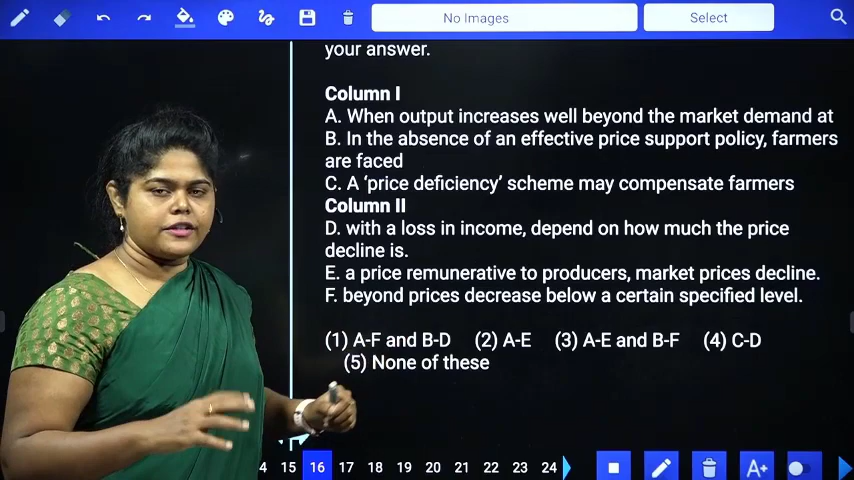 No Images
Select
your answer.
Column I
A. When output increases well beyond the market demand at
B. In the absence of an effective price support policy, farmers
are faced
C. A ‘price deficiency’ scheme may compensate farmers
Column II
D. with a loss in income, depend on how much the price
decline is.
E. a price remunerative to producers, market prices decline.
F. beyond prices decrease below a certain specified level.
(1) A-F and B-D (2) A-E (3) A-E and B-F (4) C-D
(5) None of these
4 15 16 17 18 19 20 21 22 23 24
A+